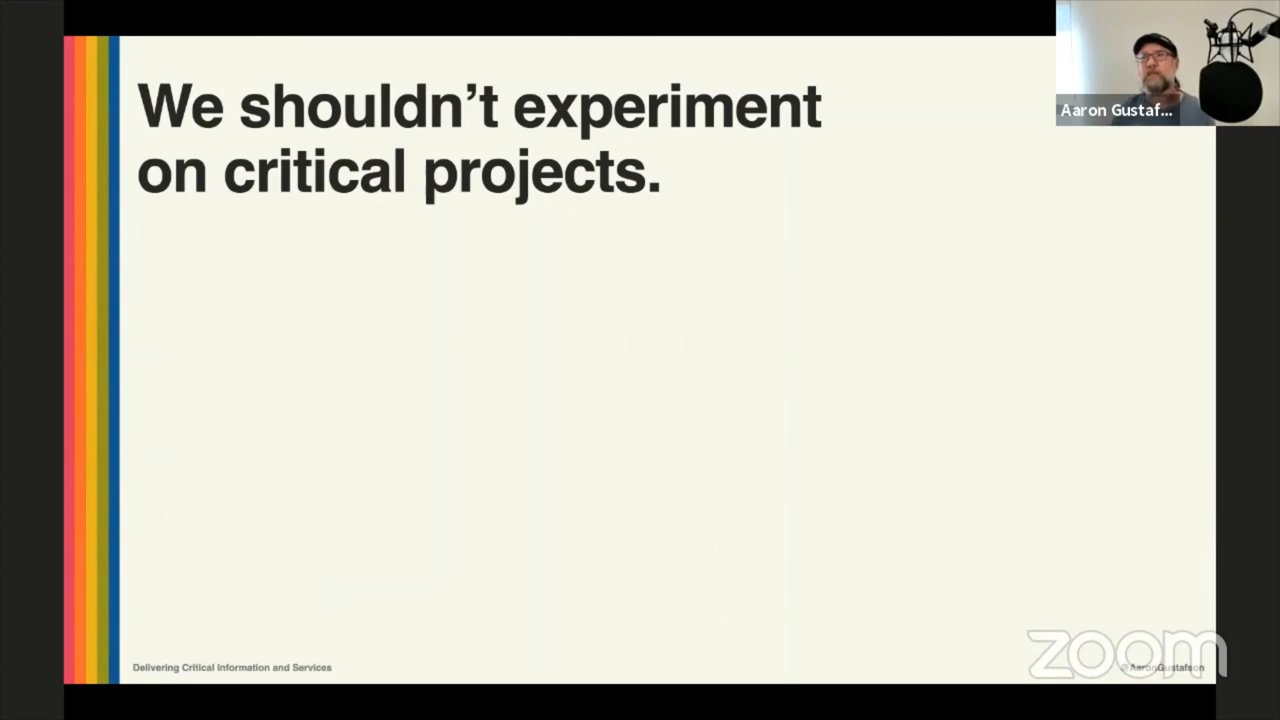 We shouldn’t experiment
on critical projects.
Aaron Gustaf...
Delivering Critical Information and Services
@AaronGustafson
zoom